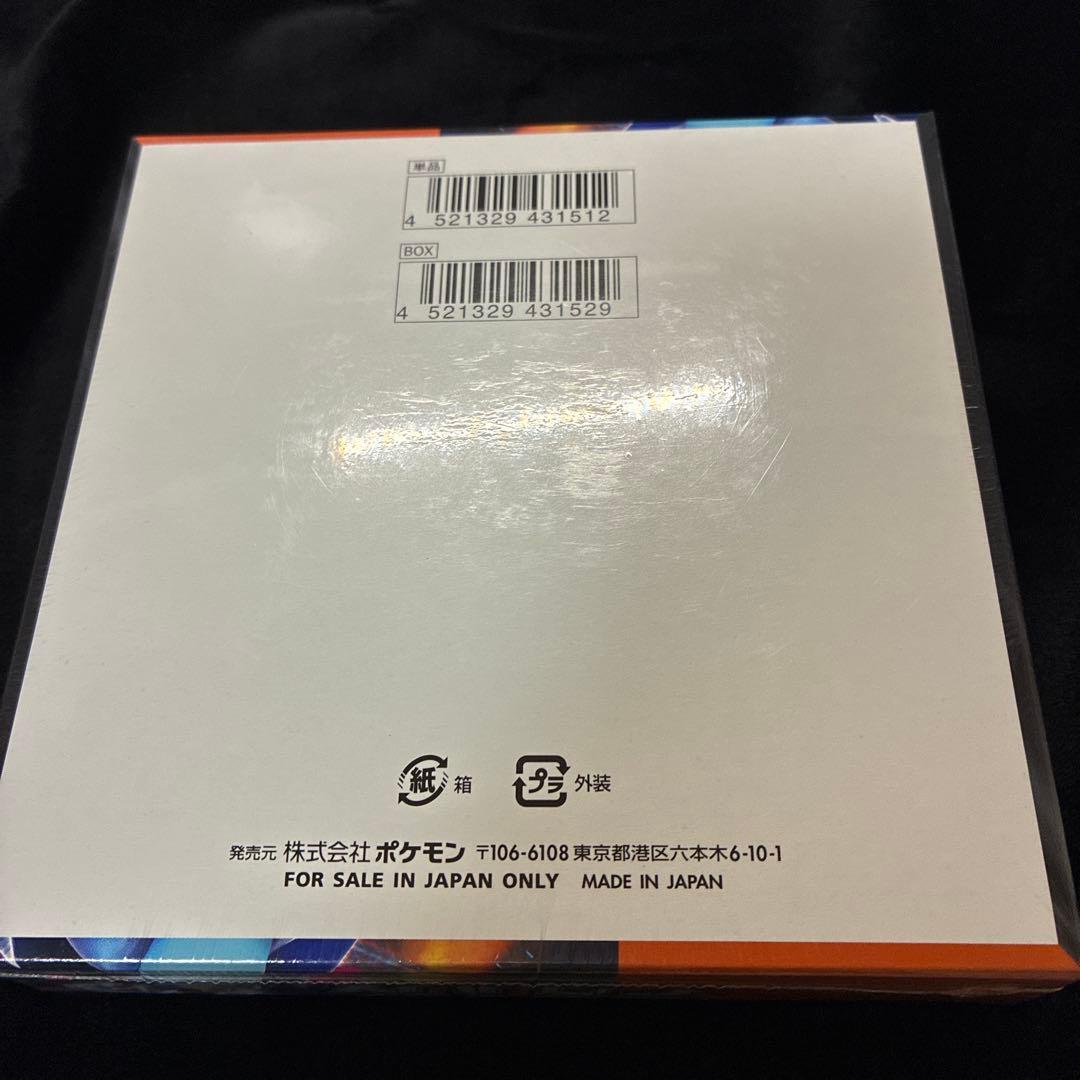 単品
4 521329 431512
BOX
4 521329 431529
紙 箱 プラ 外装
発売元 株式会社 ポケモン 〒106-6108 東京都港区六本木6-10-1
FOR SALE IN JAPAN ONLY MADE IN JAPAN